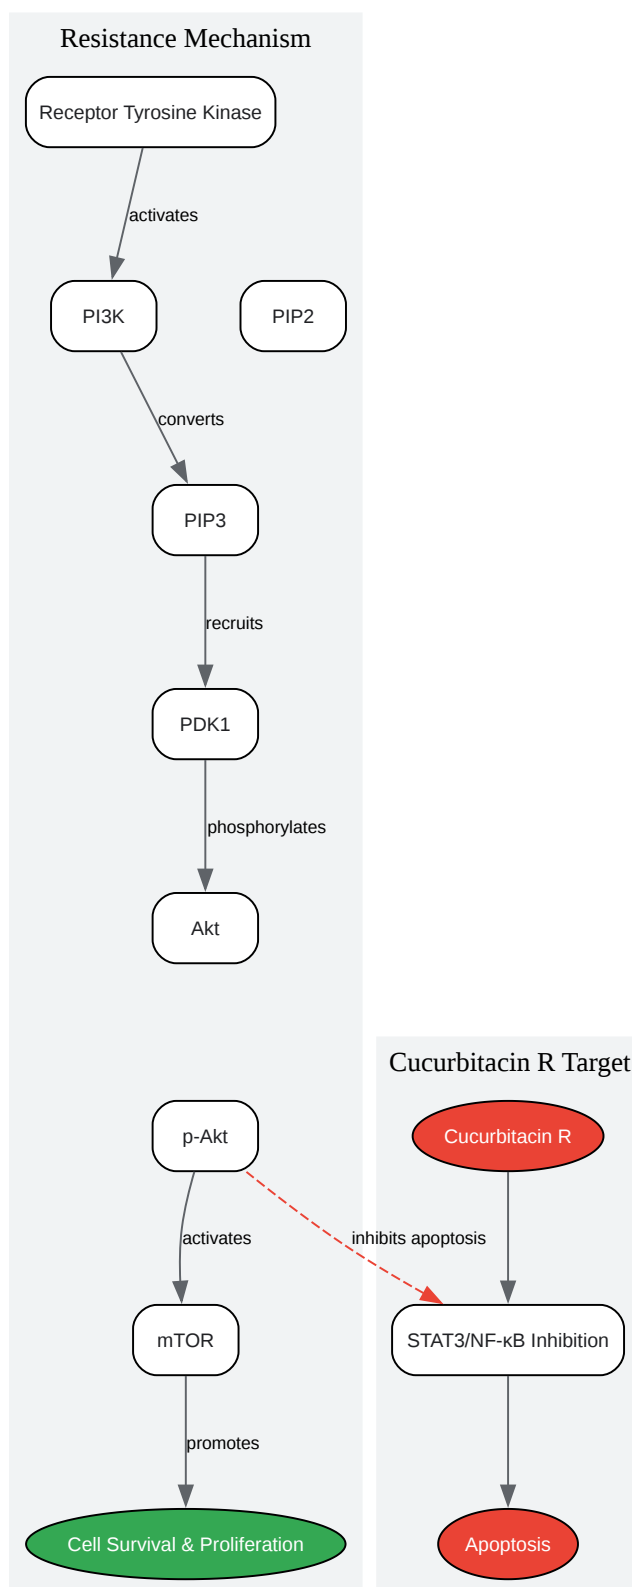 Resistance Mechanism
Receptor Tyrosine Kinase
activates
PI3K
PIP2
converts
PIP3
recruits
PDK1
phosphorylates
Akt
Cucurbitacin R Target
p-Akt
Cucurbitacin R
activates
inhibits apoptosis
mTOR
STAT3/NF-κB Inhibition
promotes
Cell Survival & Proliferation
Apoptosis